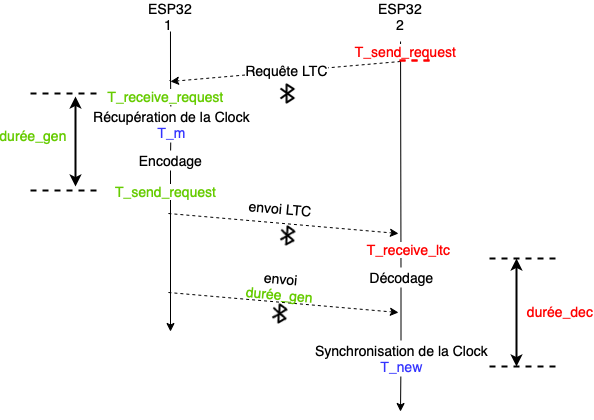 ESP32
1
ESP32
2
T_send_request
Requête LTC
T_receive_request
Récupération de la Clock
durée_gen
T_m
Encodage
T_send_request
envoi LTC
T_receive_ltc
Décodage
envoi
durée_gen
durée_dec
Synchronisation de la Clock
T_new